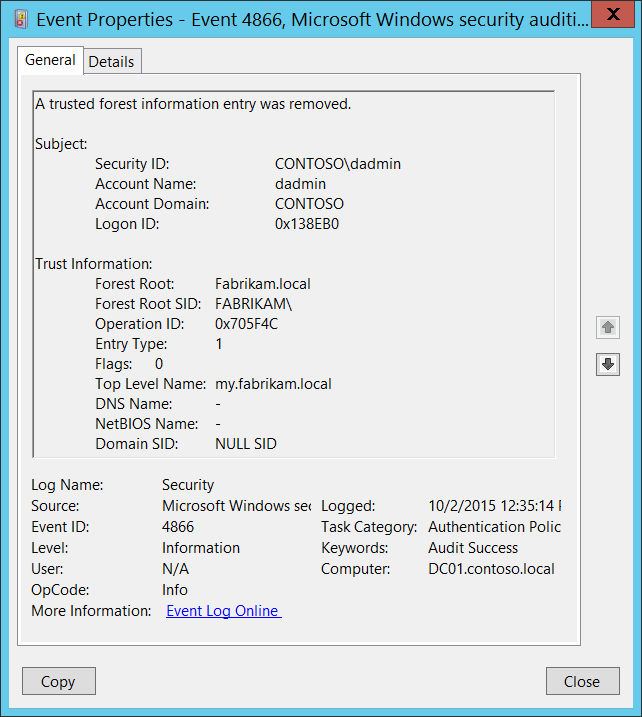 Event Properties - Event 4866, Microsoft Windows security auditi...
X
General Details
A trusted forest information entry was removed.
Subject:
Security ID: CONTOSO\dadmin
Account Name: dadmin
Account Domain: CONTOSO
Logon ID: 0x138EB0
Trust Information:
Forest Root: Fabrikam.local
Forest Root SID: FABRIKAM\
Operation ID: 0x705F4C
Entry Type: 1
Flags: 0
Top Level Name: my.fabrikam.local
DNS Name: -
NetBIOS Name: -
Domain SID: NULL SID
Log Name: Security
Source: Microsoft Windows sec Logged: 10/2/2015 12:35:14 P
Event ID: 4866 Task Category: Authentication Polic
Level: Information Keywords: Audit Success
User: N/A Computer: DC01.contoso.local
OpCode: Info
More Information: Event Log Online
Copy Close